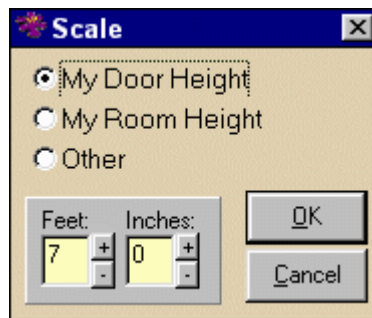 Scale
My Door Height
My Room Height
Other
Feet: Inches:
7 + - 0 + -
OK
Cancel